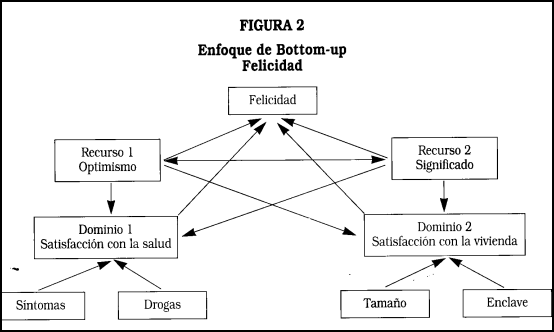 FIGURA 2
Enfoque de Bottom-up
Felicidad
Felicidad
Recurso 1
Optimismo
Recurso 2
Significado
Dominio 1
Satisfacción con la salud
Dominio 2
Satisfacción con la vivienda
Síntomas
Drogas
Tamaño
Enclave